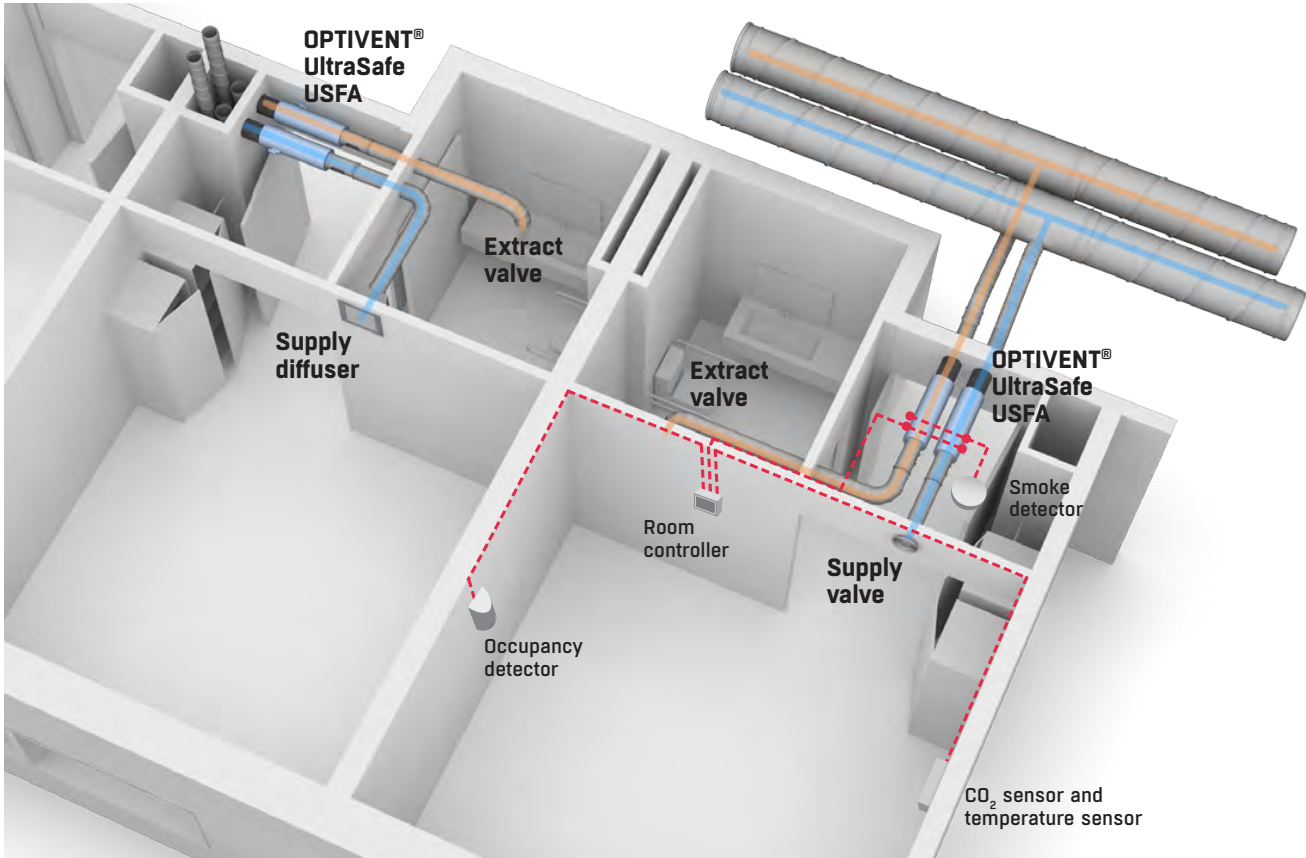 OPTIVENT®
UltraSafe
USFA
Extract
valve
Supply
diffuser
Extract
valve
OPTIVENT®
UltraSafe
USFA
Smoke
detector
Room
controller
Supply
valve
Occupancy
detector
CO₂ sensor and
temperature sensor